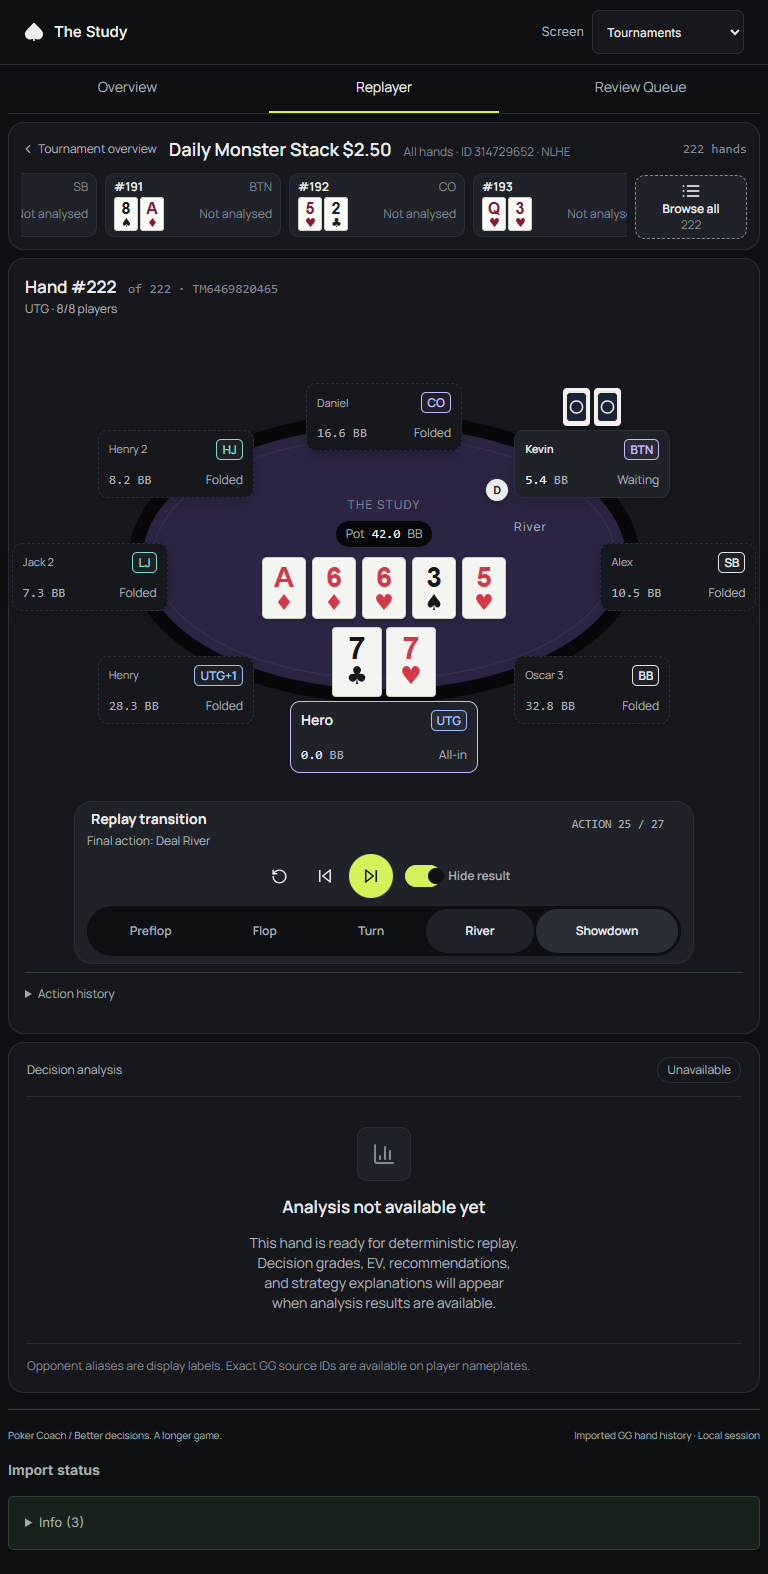 The Study
Screen
Tournaments
Overview
Replayer
Review Queue
Tournament overview
Daily Monster Stack $2.50
All hands · ID 314729652 · NLHE
222 hands
SB
Not analysed
#191
BTN
8 A
Not analysed
#192
CO
5 2
Not analysed
#193
Q 3
Not analys
Browse all
222
Hand #222 of 222 · TM6469820465
UTG · 8/8 players
Daniel CO
16.6 BB Folded
Henry 2 HJ
8.2 BB Folded
Kevin BTN
5.4 BB Waiting
D
THE STUDY
River
Pot 42.0 BB
Jack 2 LJ
7.3 BB Folded
A 6 6 3 5
Alex SB
10.5 BB Folded
7 7
Henry UTG+1
28.3 BB Folded
Oscar 3 BB
32.8 BB Folded
Hero UTG
0.0 BB All-in
Replay transition
ACTION 25 / 27
Final action: Deal River
Hide result
Preflop
Flop
Turn
River
Showdown
Action history
Decision analysis
Unavailable
Analysis not available yet
This hand is ready for deterministic replay.
Decision grades, EV, recommendations,
and strategy explanations will appear
when analysis results are available.
Opponent aliases are display labels. Exact GG source IDs are available on player nameplates.
Poker Coach / Better decisions. A longer game.
Imported GG hand history · Local session
Import status
Info (3)